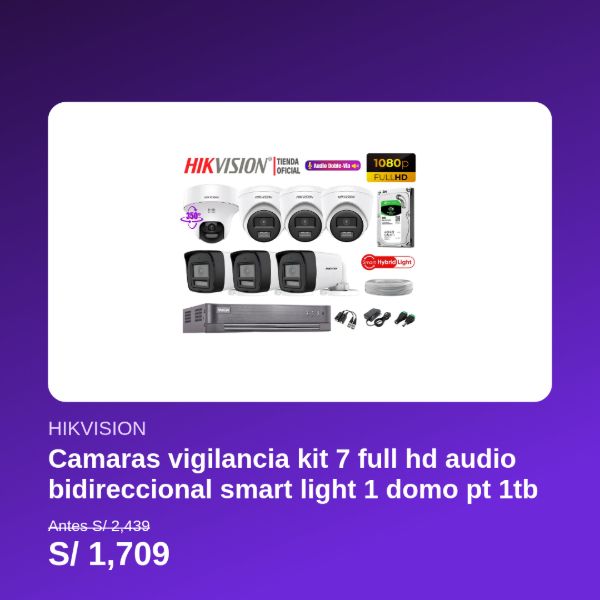 HIKVISION® TIENDA OFICIAL
Audio Doble-Vía
1080p
FULL HD
350°
Smart Hybrid Light
HIKVISION
Camaras vigilancia kit 7 full hd audio
bidireccional smart light 1 domo pt 1tb
Antes S/ 2,439
S/ 1,709